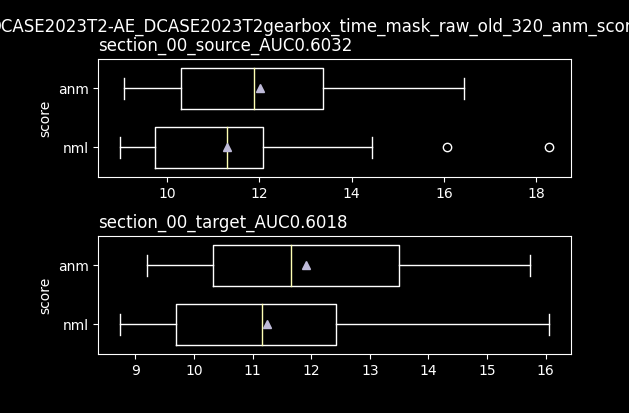 DCASE2023T2-AE_DCASE2023T2gearbox_time_mask_raw_old_320_anm_scor
section_00_source_AUC0.6032
anm
nml
score
10 12 14 16 18
section_00_target_AUC0.6018
anm
nml
score
9 10 11 12 13 14 15 16